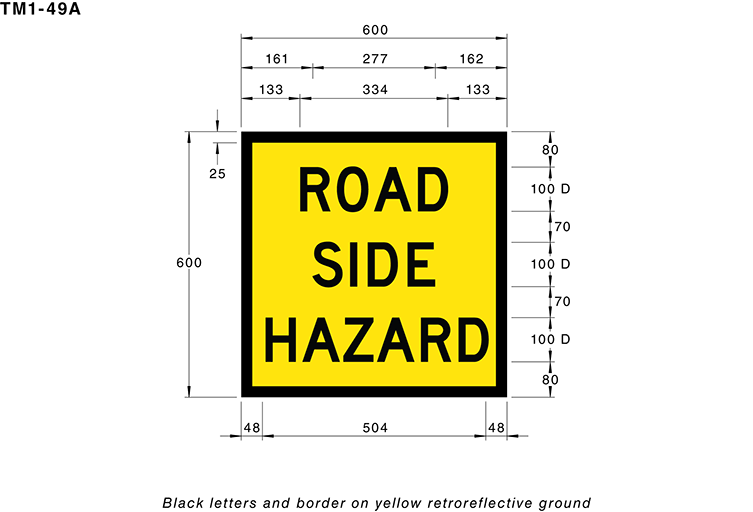 TM1-49A
600
161 277 162
133 334 133
25
600
80
100 D
70
100 D
70
100 D
80
ROAD
SIDE
HAZARD
48 504 48
Black letters and border on yellow retroreflective ground